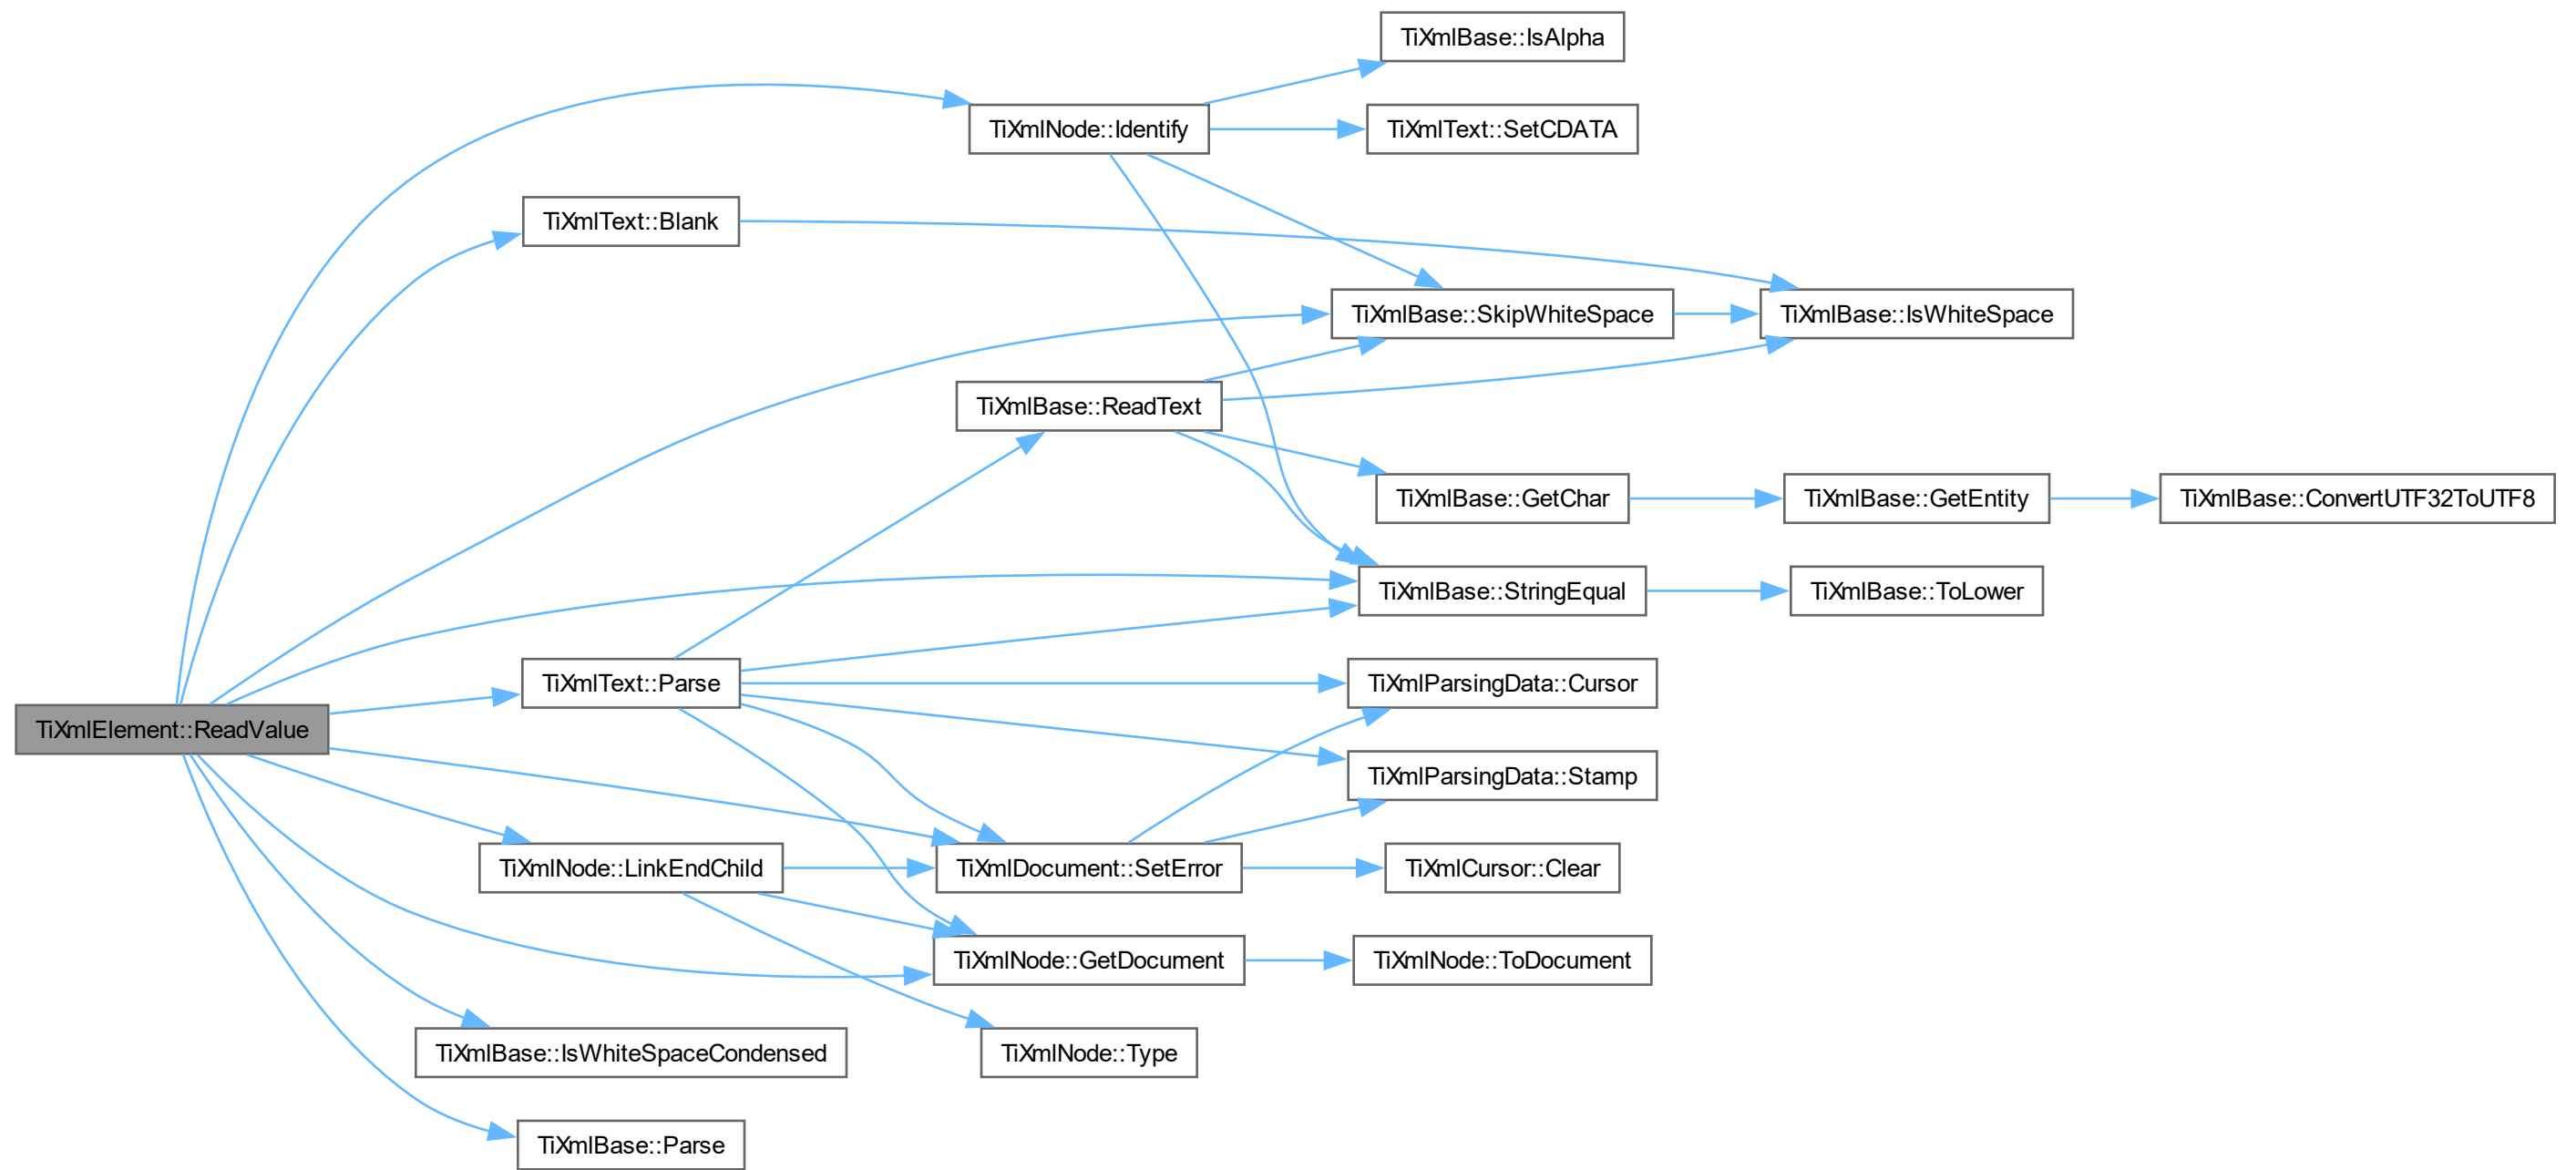 TiXmlBase::IsAlpha
TiXmlNode::Identify
TiXmlText::SetCDATA
TiXmlText::Blank
TiXmlBase::SkipWhiteSpace
TiXmlBase::IsWhiteSpace
TiXmlBase::ReadText
TiXmlBase::GetChar
TiXmlBase::GetEntity
TiXmlBase::ConvertUTF32ToUTF8
TiXmlBase::StringEqual
TiXmlBase::ToLower
TiXmlText::Parse
TiXmlParsingData::Cursor
TiXmlElement::ReadValue
TiXmlParsingData::Stamp
TiXmlNode::LinkEndChild
TiXmlDocument::SetError
TiXmlCursor::Clear
TiXmlNode::GetDocument
TiXmlNode::ToDocument
TiXmlBase::IsWhiteSpaceCondensed
TiXmlNode::Type
TiXmlBase::Parse